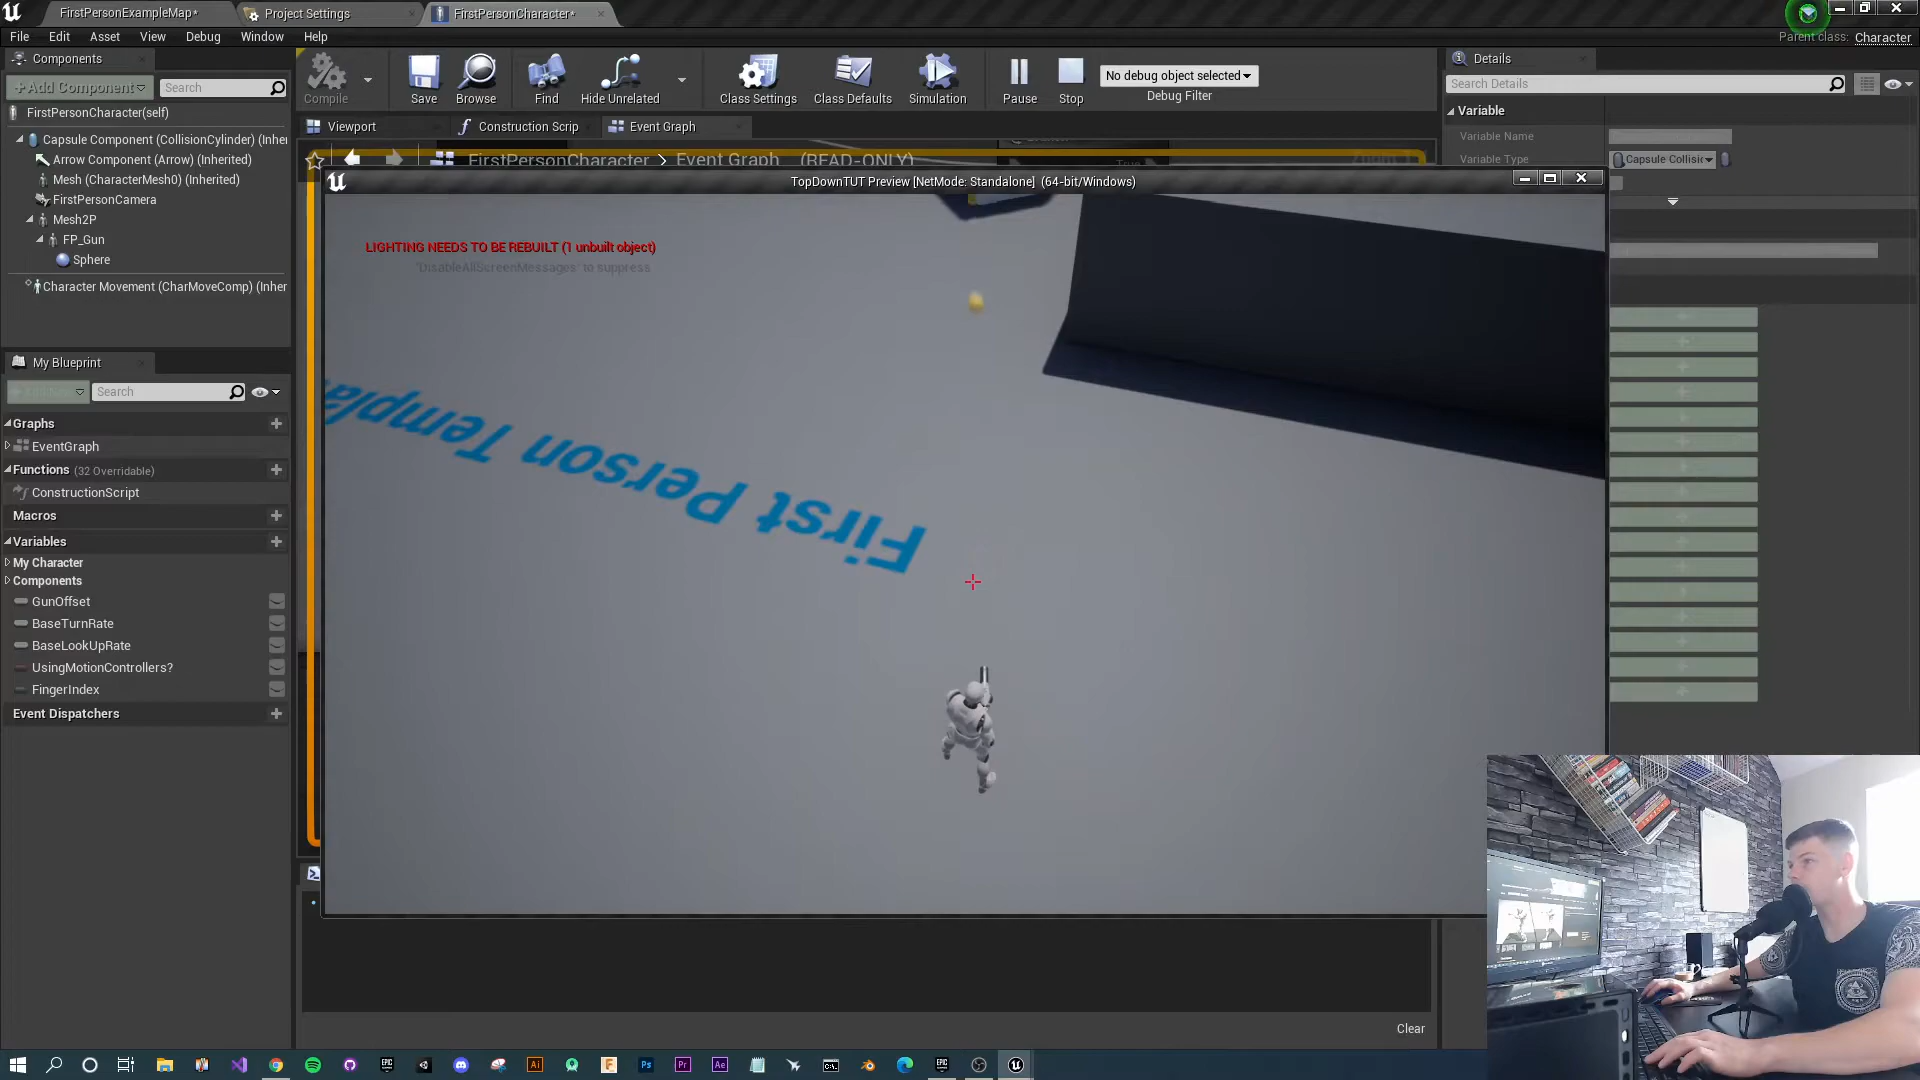 FirstPersonExampleMap*
Project Settings
FirstPersonCharacter*
File Edit Asset View Debug Window Help
Parent class: Character
Components
+Add Component
Search
FirstPersonCharacter(self)
Capsule Component (CollisionCylinder) (Inher
Arrow Component (Arrow) (Inherited)
Mesh (CharacterMesh0) (Inherited)
FirstPersonCamera
Mesh2P
FP_Gun
Sphere
Character Movement (CharMoveComp) (Inher
My Blueprint
Search
Graphs
EventGraph
Functions (32 Overridable)
ConstructionScript
Macros
Variables
My Character
Components
GunOffset
BaseTurnRate
BaseLookUpRate
UsingMotionControllers?
FingerIndex
Event Dispatchers
Compile
Save
Browse
Find
Hide Unrelated
Class Settings
Class Defaults
Simulation
Pause
Stop
No debug object selected
Debug Filter
Viewport
Construction Scrip
Event Graph
FirstPersonCharacter > Event Graph (READ-ONLY)
TopDownTUT Preview [NetMode: Standalone] (64-bit/Windows)
LIGHTING NEEDS TO BE REBUILT (1 unbuilt object)
'DisableAllScreenMessages' to suppress
First Person Templa
Clear
Details
Search Details
Variable
Variable Name
Variable Type
Capsule Collisi